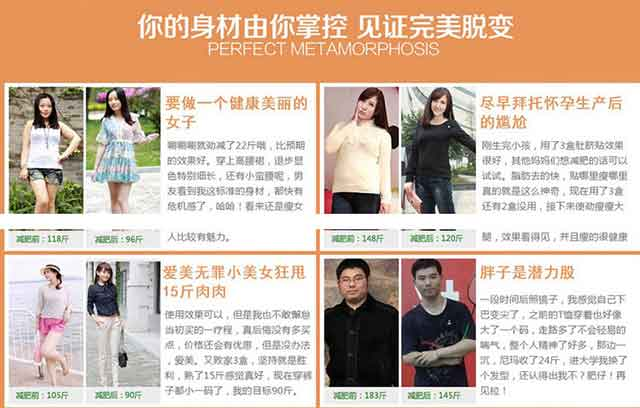 你的身材由你掌控 见证完美脱变
PERFECT METAMORPHOSIS
要做一个健康美丽的
女子
唰唰唰就劲减了22斤哦，比预期
的效果好。穿上高腰裙，退步显
色特别细长，还有小蛮腰呢，男
友看到我这标准的身材，都快有
危机感了，哈哈！看来还是瘦女
人比较有魅力。
减肥前：118斤
减肥后：96斤
尽早拜托怀孕生产后
的尴尬
刚生完小孩，用了3盒肚脐贴效果
很好，其他妈妈们想减肥的话可以
试试。脂肪去的快，贴哪里瘦哪里
真的就是这么神奇，现在用了3盒
还有2盒没用，接下来使劲瘦瘦大
腿，效果看得见，并且瘦的很健康
减肥前：148斤
减肥后：120斤
爱美无罪小美女狂甩
15斤肉肉
使用效果可以，但是我也不敢懈怠
当初买的一疗程，真后悔没有多买
点，价格还会有优惠，但是没办法
，爱美。又败家3盒，坚持就是胜
利，熟了15斤感觉真好，现在穿裤
子都小一码了，我的目标90斤。
减肥前：105斤
减肥后：90斤
胖子是潜力股
一段时间后照镜子，我感觉自己下
巴变尖了，之前的T恤穿着也好像
大了一个码，走路多了不会轻易的
喘气，整个人精神了好多，那边一
沉，尼玛收了24斤，进大学我换了
个发型，还认得出我不？肥仔！再
见拉！
减肥前：183斤
减肥后：145斤